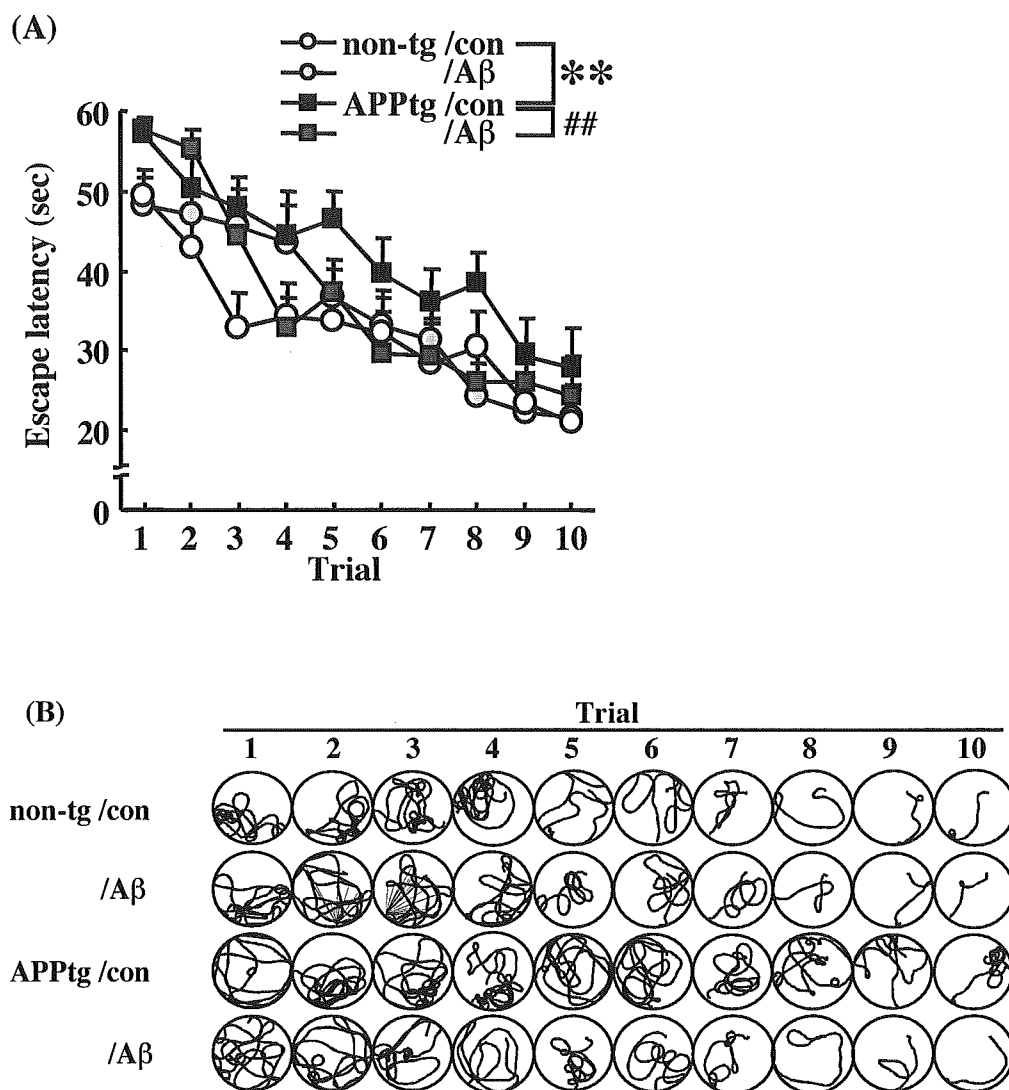 (A)
non-tg /con
/Aβ
**
APPtg /con
/Aβ
##
Escape latency (sec)
60
50
40
30
20
0
1 2 3 4 5 6 7 8 9 10
Trial
(B)
Trial
1 2 3 4 5 6 7 8 9 10
non-tg /con
/Aβ
APPtg /con
/Aβ